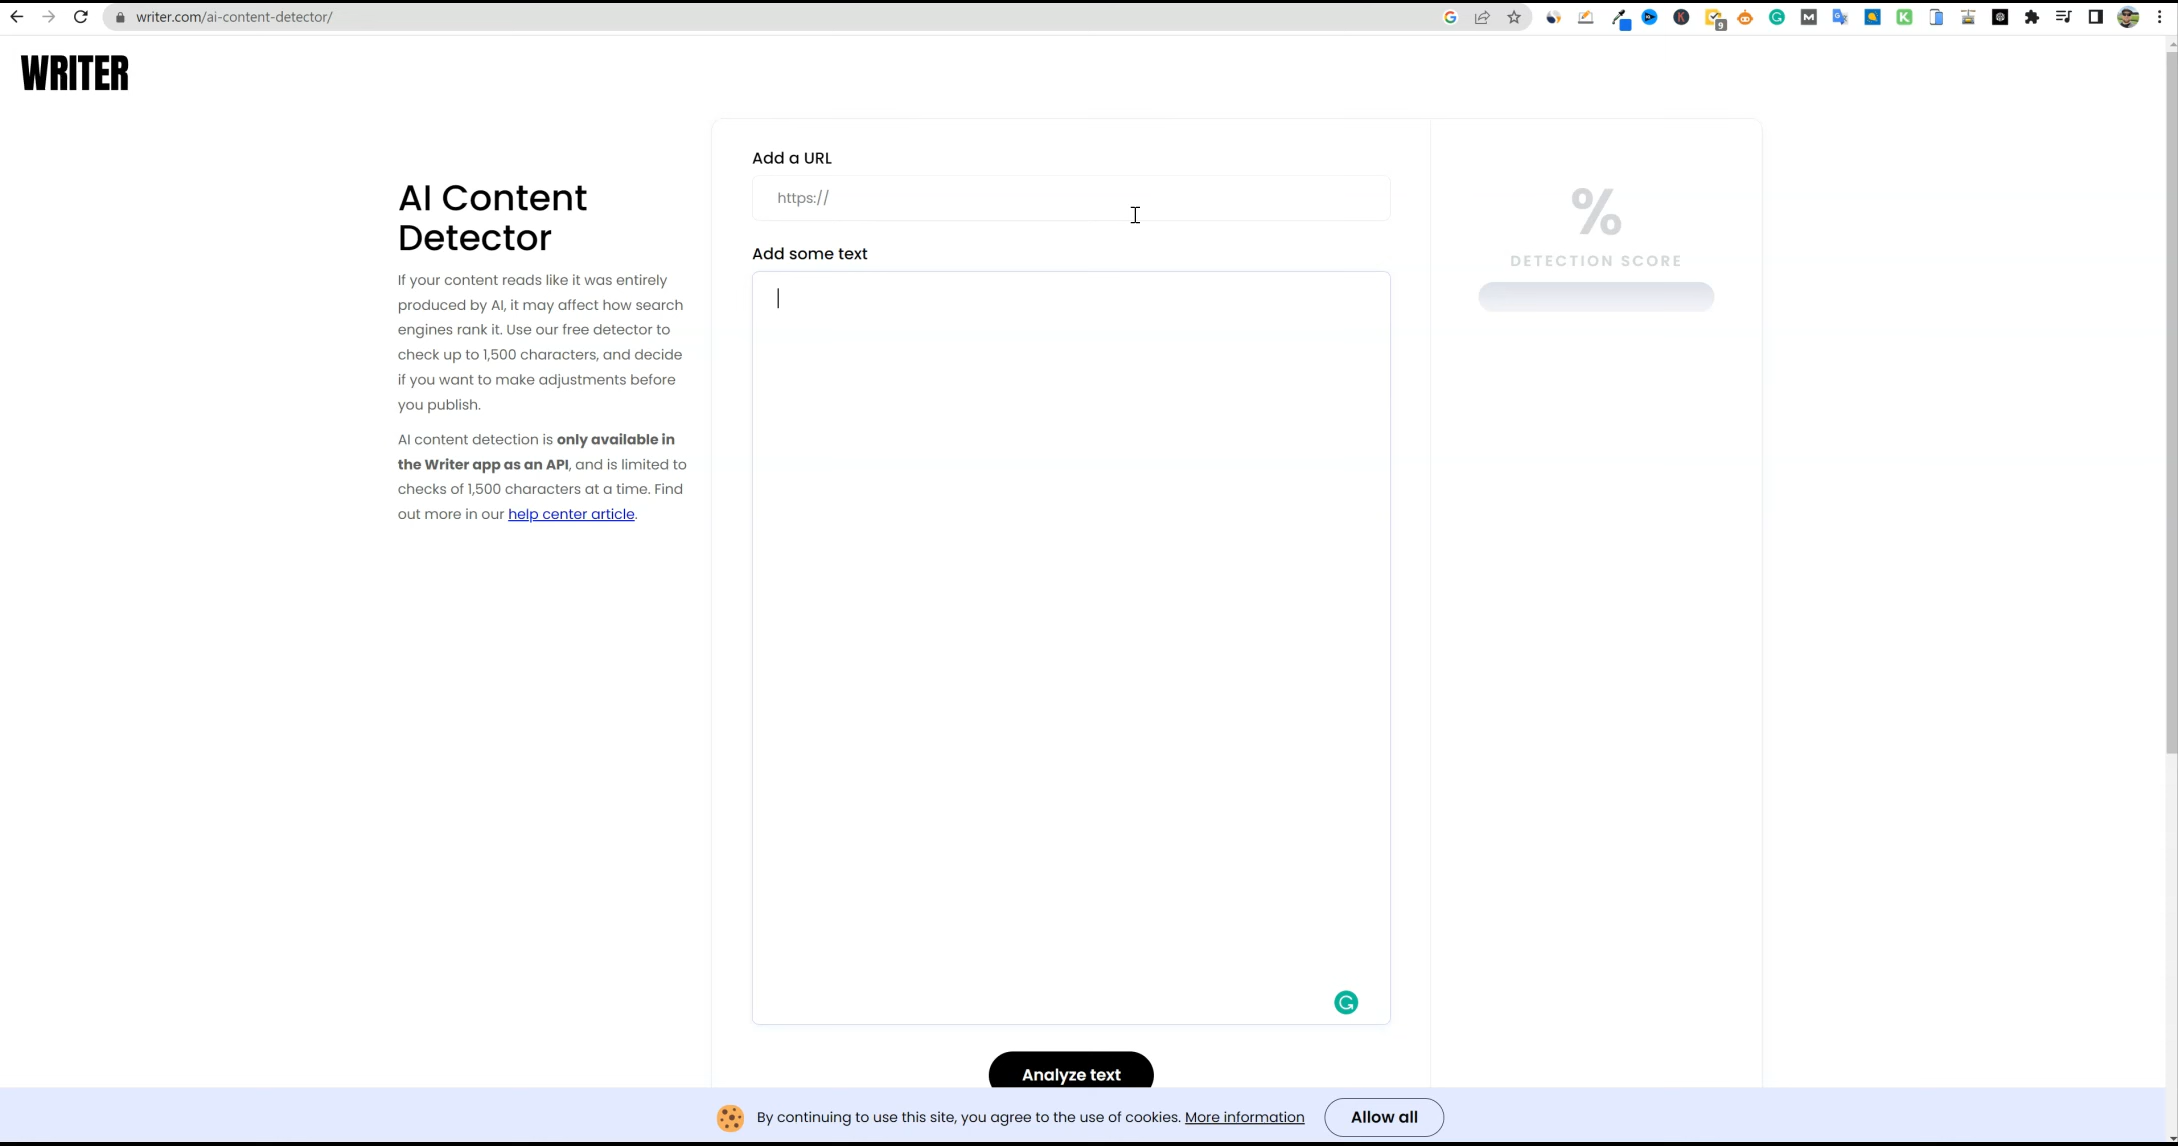 writer.com/ai-content-detector/
9
WRITER
AI Content
Detector
If your content reads like it was entirely
produced by AI, it may affect how search
engines rank it. Use our free detector to
check up to 1,500 characters, and decide
if you want to make adjustments before
you publish.
AI content detection is only available in
the Writer app as an API, and is limited to
checks of 1,500 characters at a time. Find
out more in our help center article.
Add a URL
https://
Add some text
Analyze text
%
DETECTION SCORE
By continuing to use this site, you agree to the use of cookies. More information
Allow all